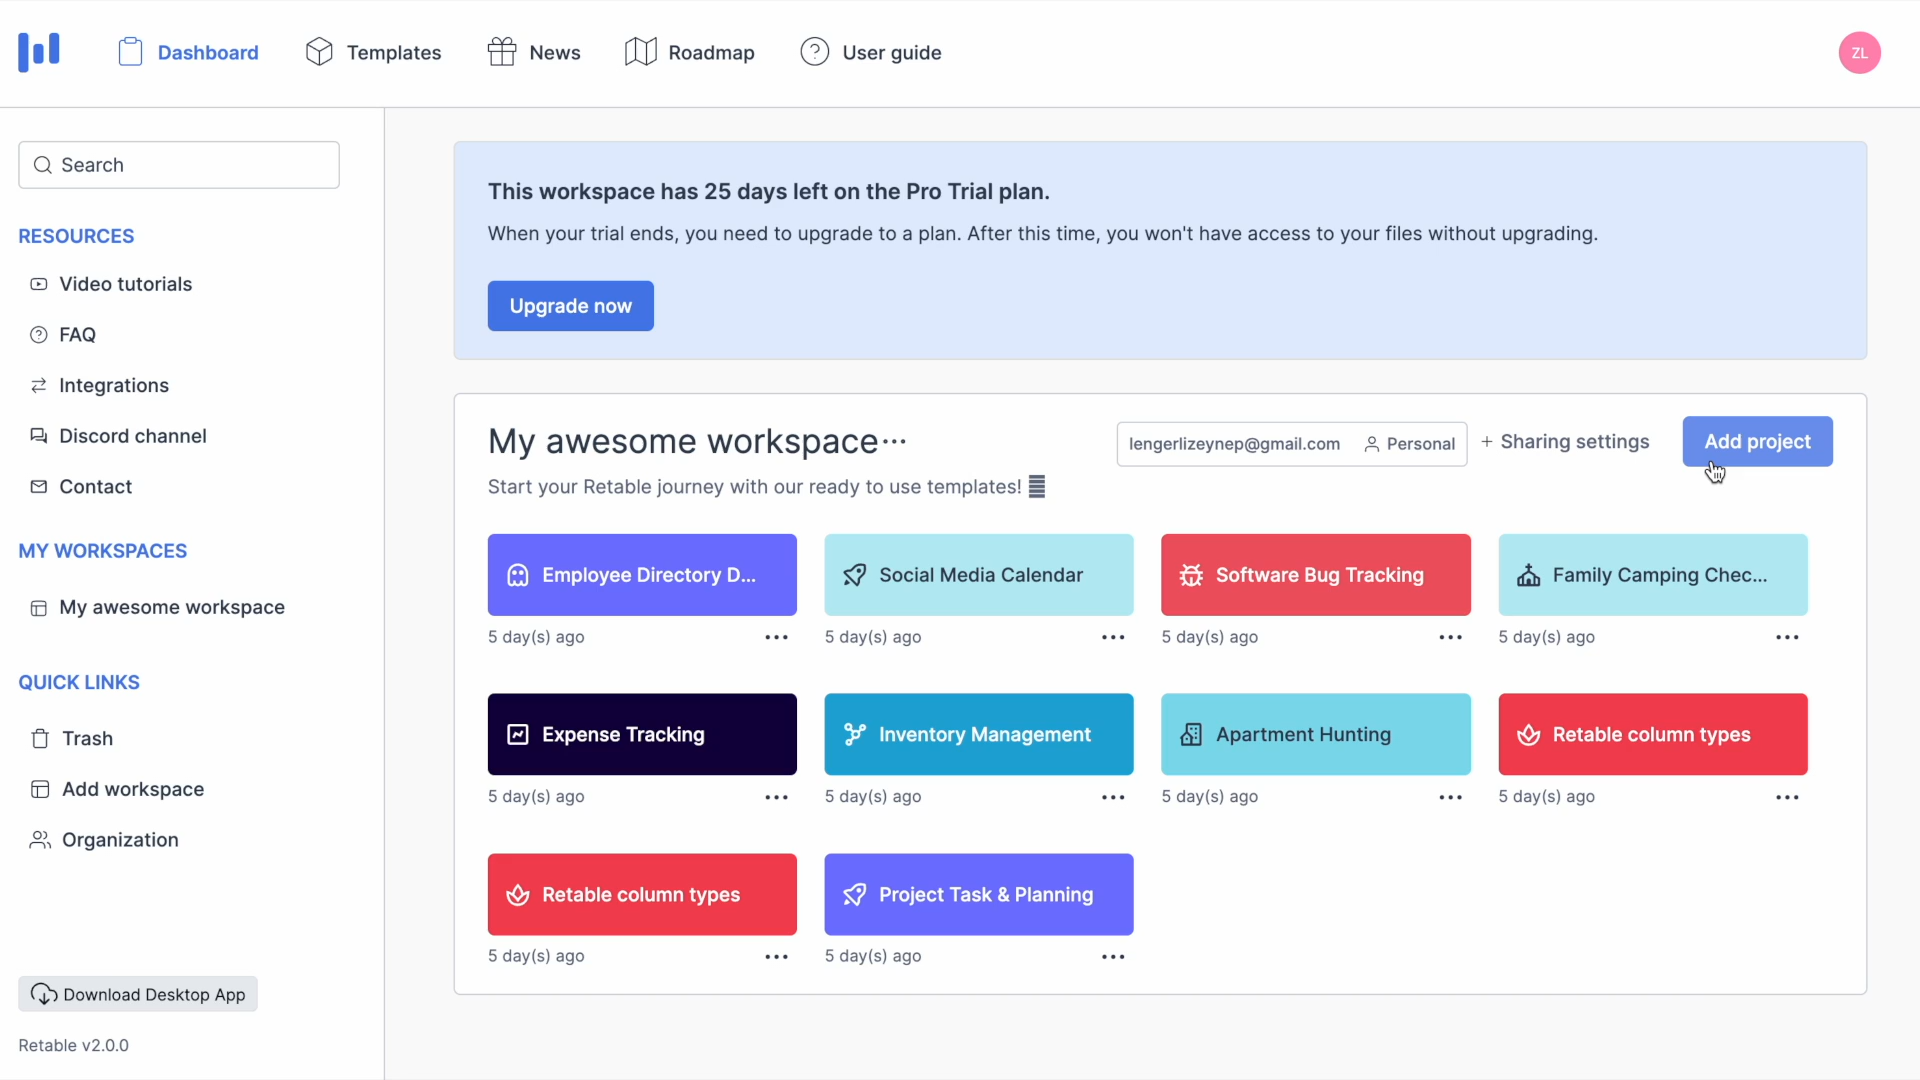 Dashboard
Templates
News
Roadmap
User guide
ZL
Search
RESOURCES
Video tutorials
FAQ
Integrations
Discord channel
Contact
MY WORKSPACES
My awesome workspace
QUICK LINKS
Trash
Add workspace
Organization
Download Desktop App
Retable v2.0.0
This workspace has 25 days left on the Pro Trial plan.
When your trial ends, you need to upgrade to a plan. After this time, you won't have access to your files without upgrading.
Upgrade now
My awesome workspace···
lengerlizeynep@gmail.com Personal
+ Sharing settings
Add project
Start your Retable journey with our ready to use templates!
Employee Directory D...
Social Media Calendar
Software Bug Tracking
Family Camping Chec...
5 day(s) ago
5 day(s) ago
5 day(s) ago
5 day(s) ago
Expense Tracking
Inventory Management
Apartment Hunting
Retable column types
5 day(s) ago
5 day(s) ago
5 day(s) ago
5 day(s) ago
Retable column types
Project Task & Planning
5 day(s) ago
5 day(s) ago